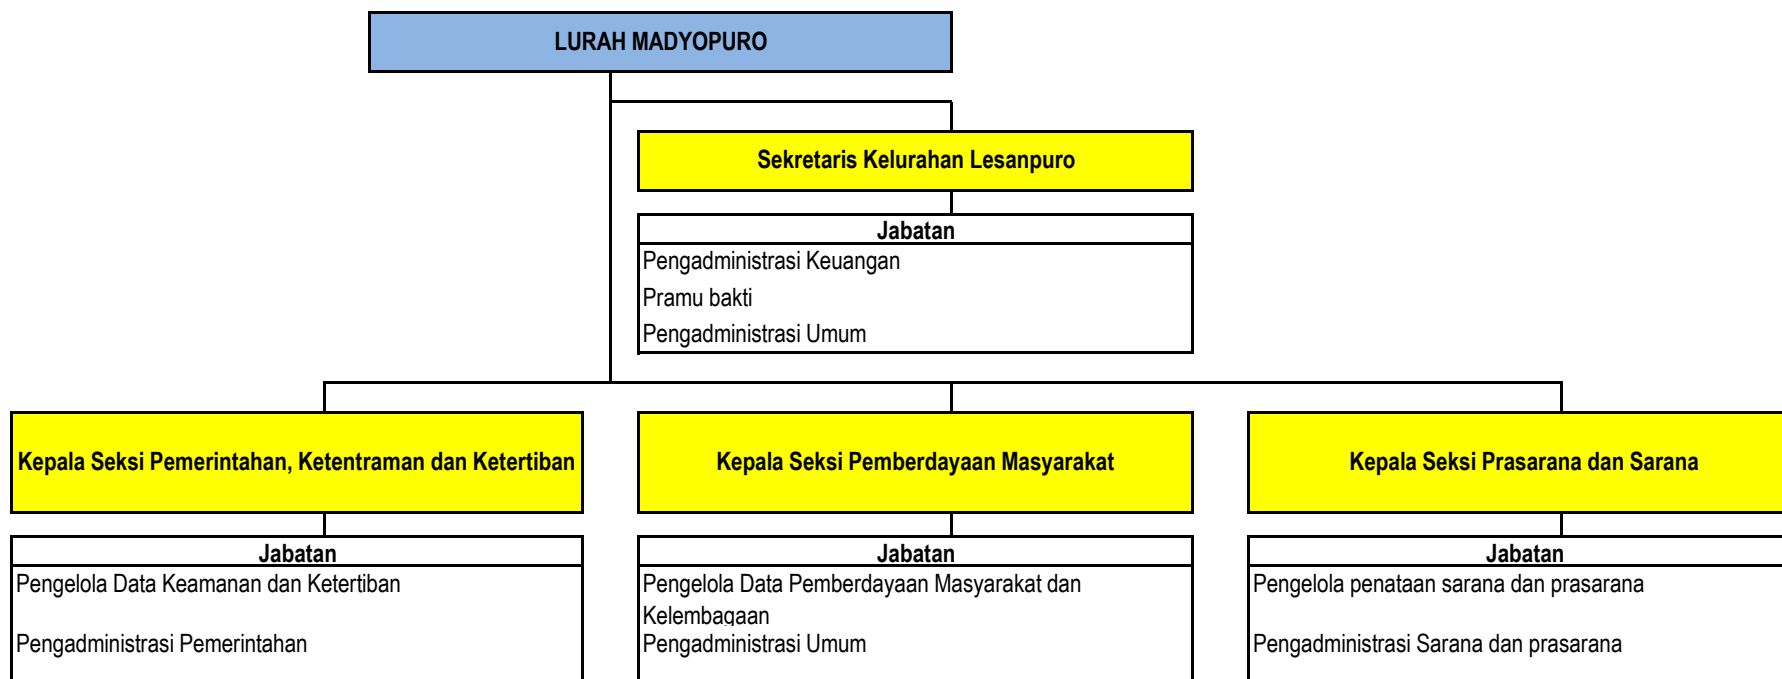 LURAH MADYOPURO
Sekretaris Kelurahan Lesanpuro
Jabatan
Pengadministrasi Keuangan
Pramu bakti
Pengadministrasi Umum
Kepala Seksi Pemerintahan, Ketentraman dan Ketertiban
Jabatan
Pengelola Data Keamanan dan Ketertiban
Pengadministrasi Pemerintahan
Kepala Seksi Pemberdayaan Masyarakat
Jabatan
Pengelola Data Pemberdayaan Masyarakat dan
Kelembagaan
Pengadministrasi Umum
Kepala Seksi Prasarana dan Sarana
Jabatan
Pengelola penataan sarana dan prasarana
Pengadministrasi Sarana dan prasarana